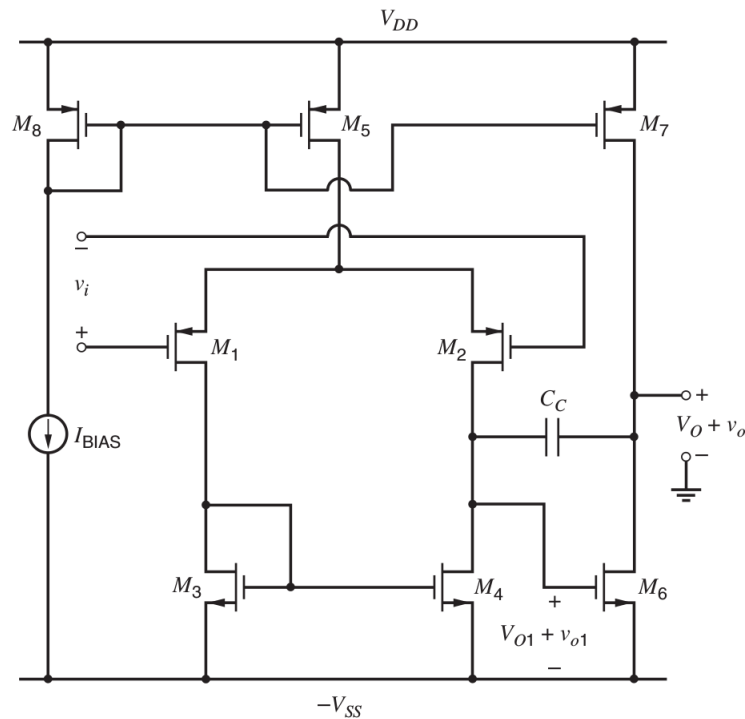 V_DD
M_8
M_5
M_7
−
v_i
+
M_1
M_2
C_C
+
V_O + v_o
−
I_BIAS
M_3
M_4
M_6
+
V_O1 + v_o1
−
−V_SS